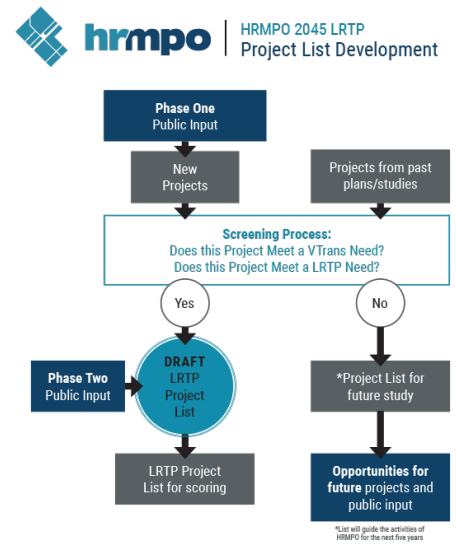 hrmpo
HRMPO 2045 LRTP
Project List Development
Phase One
Public Input
New
Projects
Projects from past
plans/studies
Screening Process:
Does this Project Meet a VTrans Need?
Does this Project Meet a LRTP Need?
Yes
No
Phase Two
Public Input
DRAFT
LRTP
Project
List
*Project List for
future study
LRTP Project
List for scoring
Opportunities for
future projects and
public input
*List will guide the activities of
HRMPO for the next five years